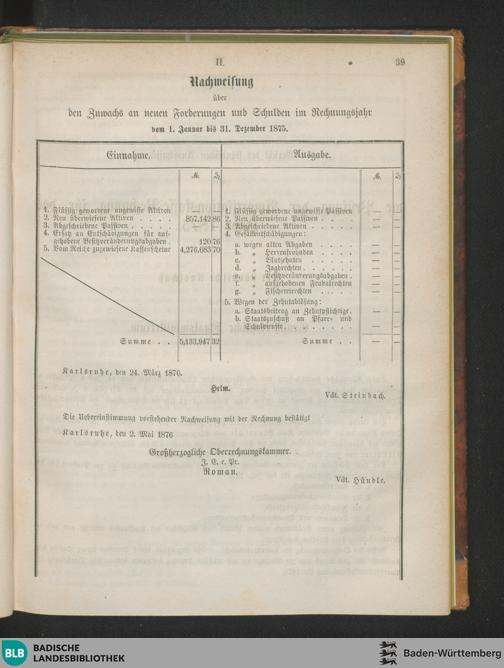 II.
39
Nachweisung
über
den Zuwachs an neuen Forderungen und Schulden im Rechnungsjahr
vom 1. Januar bis 31. Dezember 1875.
Einnahme.
ℳ. ₰
1. Flüssig gewordene ungewisse Aktiven — —
2. Neu überwiesene Aktiven . . . . 857,142 86
3. Abgeschriebene Passiven . . . . — —
4. Ersatz an Entschädigungen für auf-
gehobene Besitzveränderungsabgaben . 120 76
5. Vom Reiche zugewiesene Kassenscheine 4,276,683 70
Summe . . 5,133,947 32
Ausgabe.
ℳ. ₰
1. Flüssig gewordene ungewisse Passiven — —
2. Neu überwiesene Passiven . . . . — —
3. Abgeschriebene Aktiven . . . . — —
4. Gefällentschädigungen:
a. wegen alten Abgaben . . . . — —
b. „ Herrenfrohnden . . . . — —
c. „ Blutzehnten . . . . — —
d. „ Jagdrechten . . . . — —
e. „ Besitzveränderungsabgaben . — —
f. „ aufgehobenen Feudalrechten — —
g. „ Fischereirechten . . . . — —
5. Wegen der Zehntablösung:
a. Staatsbeitrag an Zehntpflichtige . — —
b. Staatszuschuß an Pfarr- und
Schuldienste . . . . — —
Summe . . — —
Karlsruhe, den 24. März 1876.
Helm.
Vdt. Steinbach.
Die Uebereinstimmung vorstehender Nachweisung mit der Rechnung bestätigt
Karlsruhe, den 2. Mai 1876
Großherzogliche Oberrechnungskammer.
J. E. e. Pr.
Roman.
Vdt. Hündle.
BLB
BADISCHE
LANDESBIBLIOTHEK
Baden-Württemberg